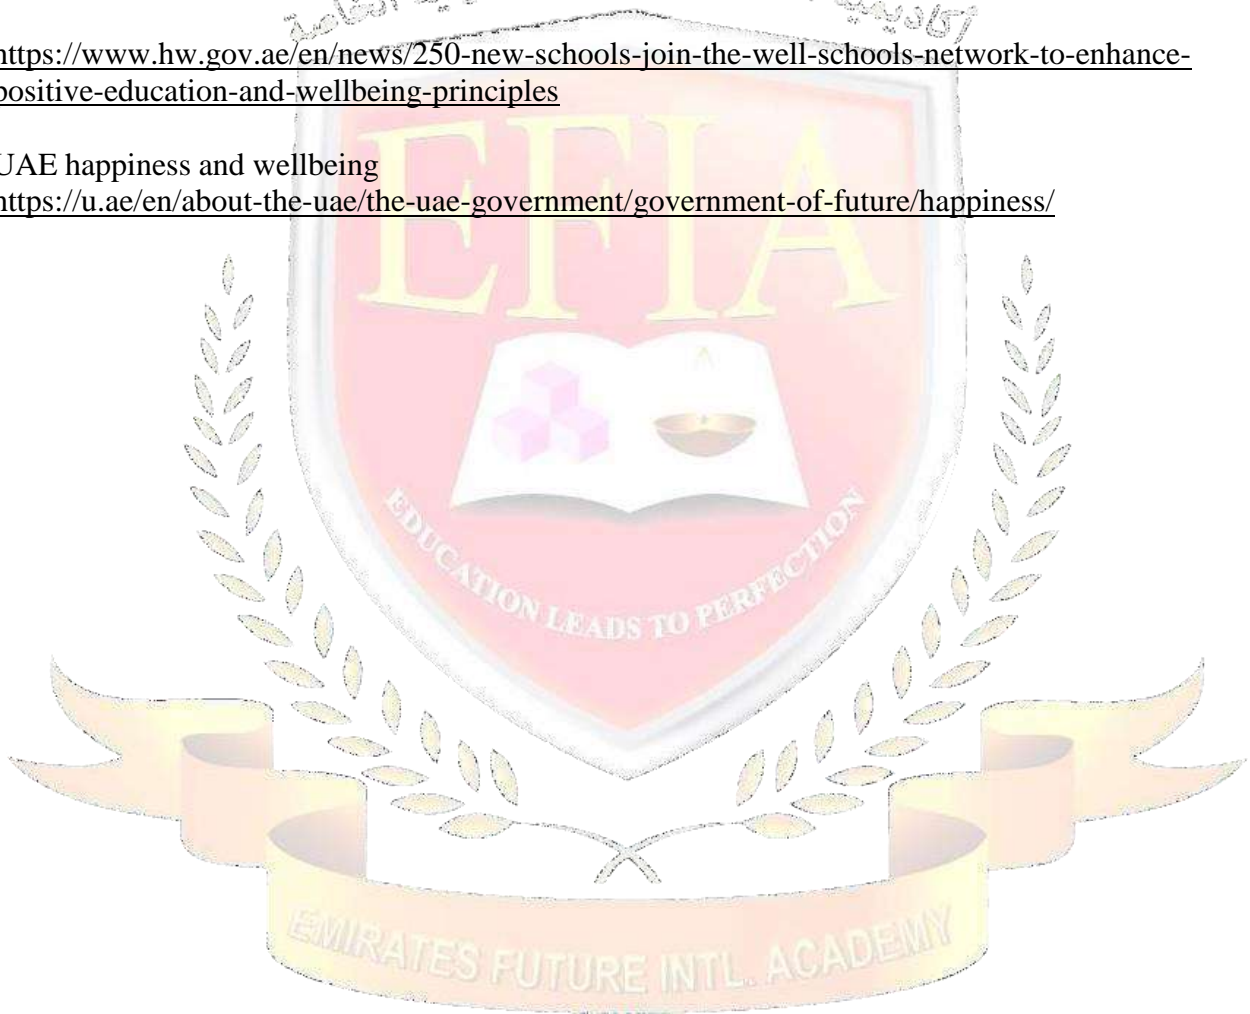 https://www.hw.gov.ae/en/news/250-new-schools-join-the-well-schools-network-to-enhance-
positive-education-and-wellbeing-principles
UAE happiness and wellbeing
https://u.ae/en/about-the-uae/the-uae-government/government-of-future/happiness/
EFIA
EDUCATION LEADS TO PERFECTION
EMIRATES FUTURE INTL. ACADEMY